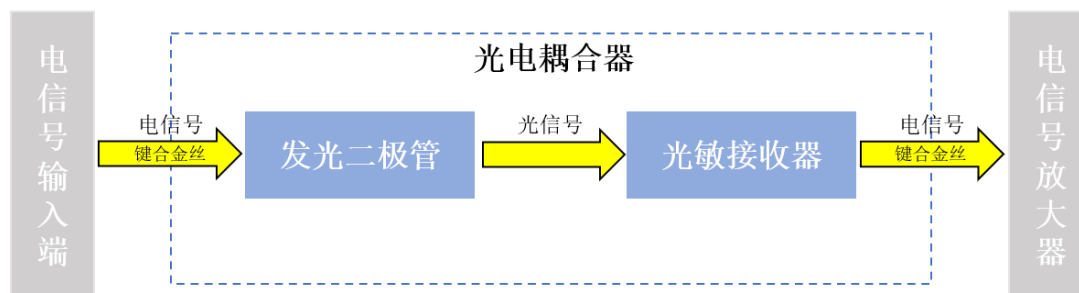 电信号输入端
光电耦合器
电信号
键合金丝
发光二极管
光信号
光敏接收器
电信号
键合金丝
电信号放大器